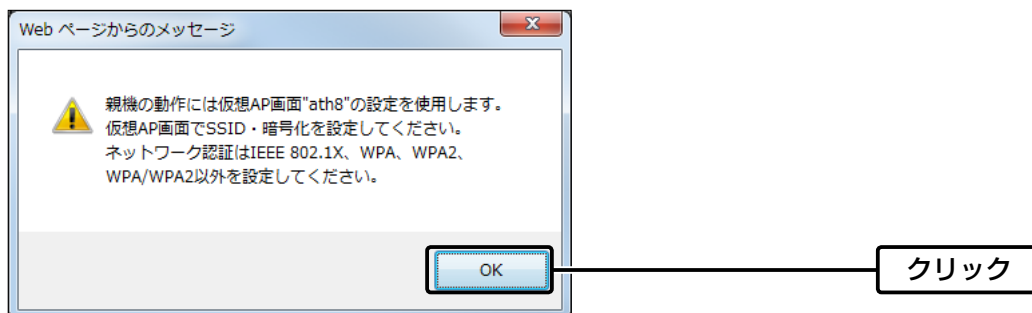 Web ページからのメッセージ
親機の動作には仮想AP画面"ath8"の設定を使用します。
仮想AP画面でSSID・暗号化を設定してください。
ネットワーク認証はIEEE 802.1X、WPA、WPA2、
WPA/WPA2以外を設定してください。
OK
クリック